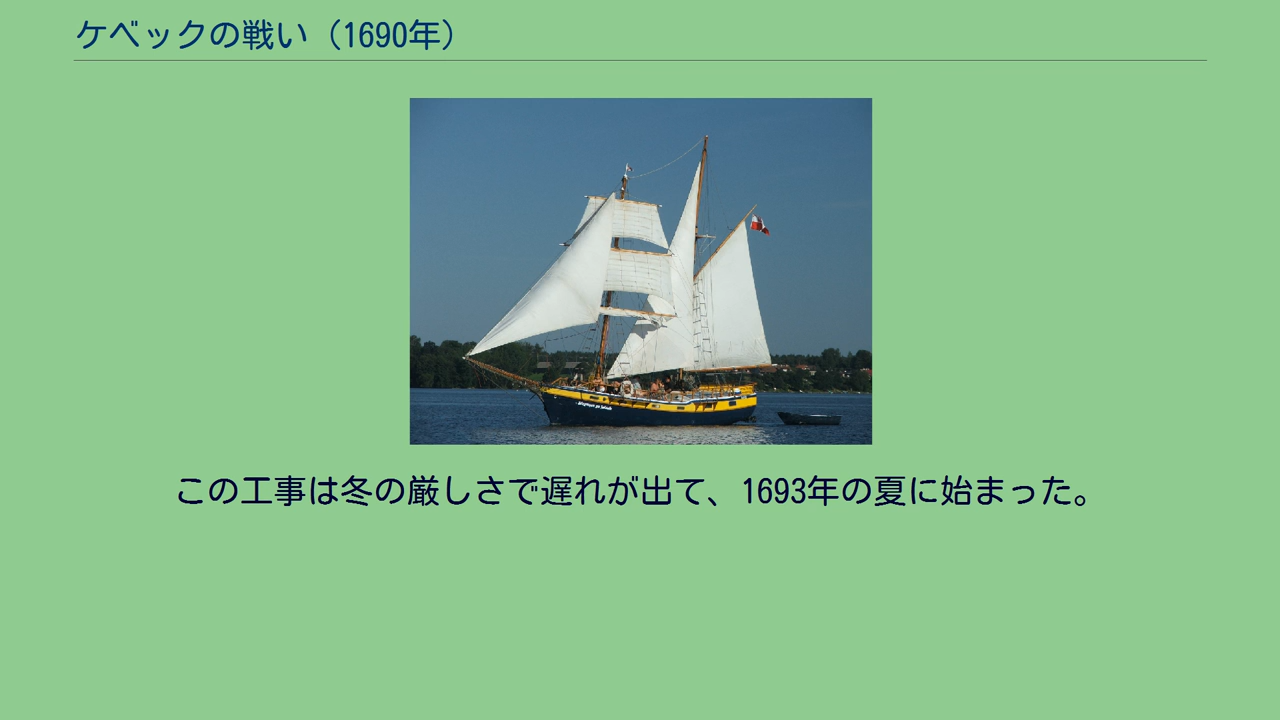 ケベックの戦い（1690年）
この工事は冬の厳しさで遅れが出て、1693年の夏に始まった。